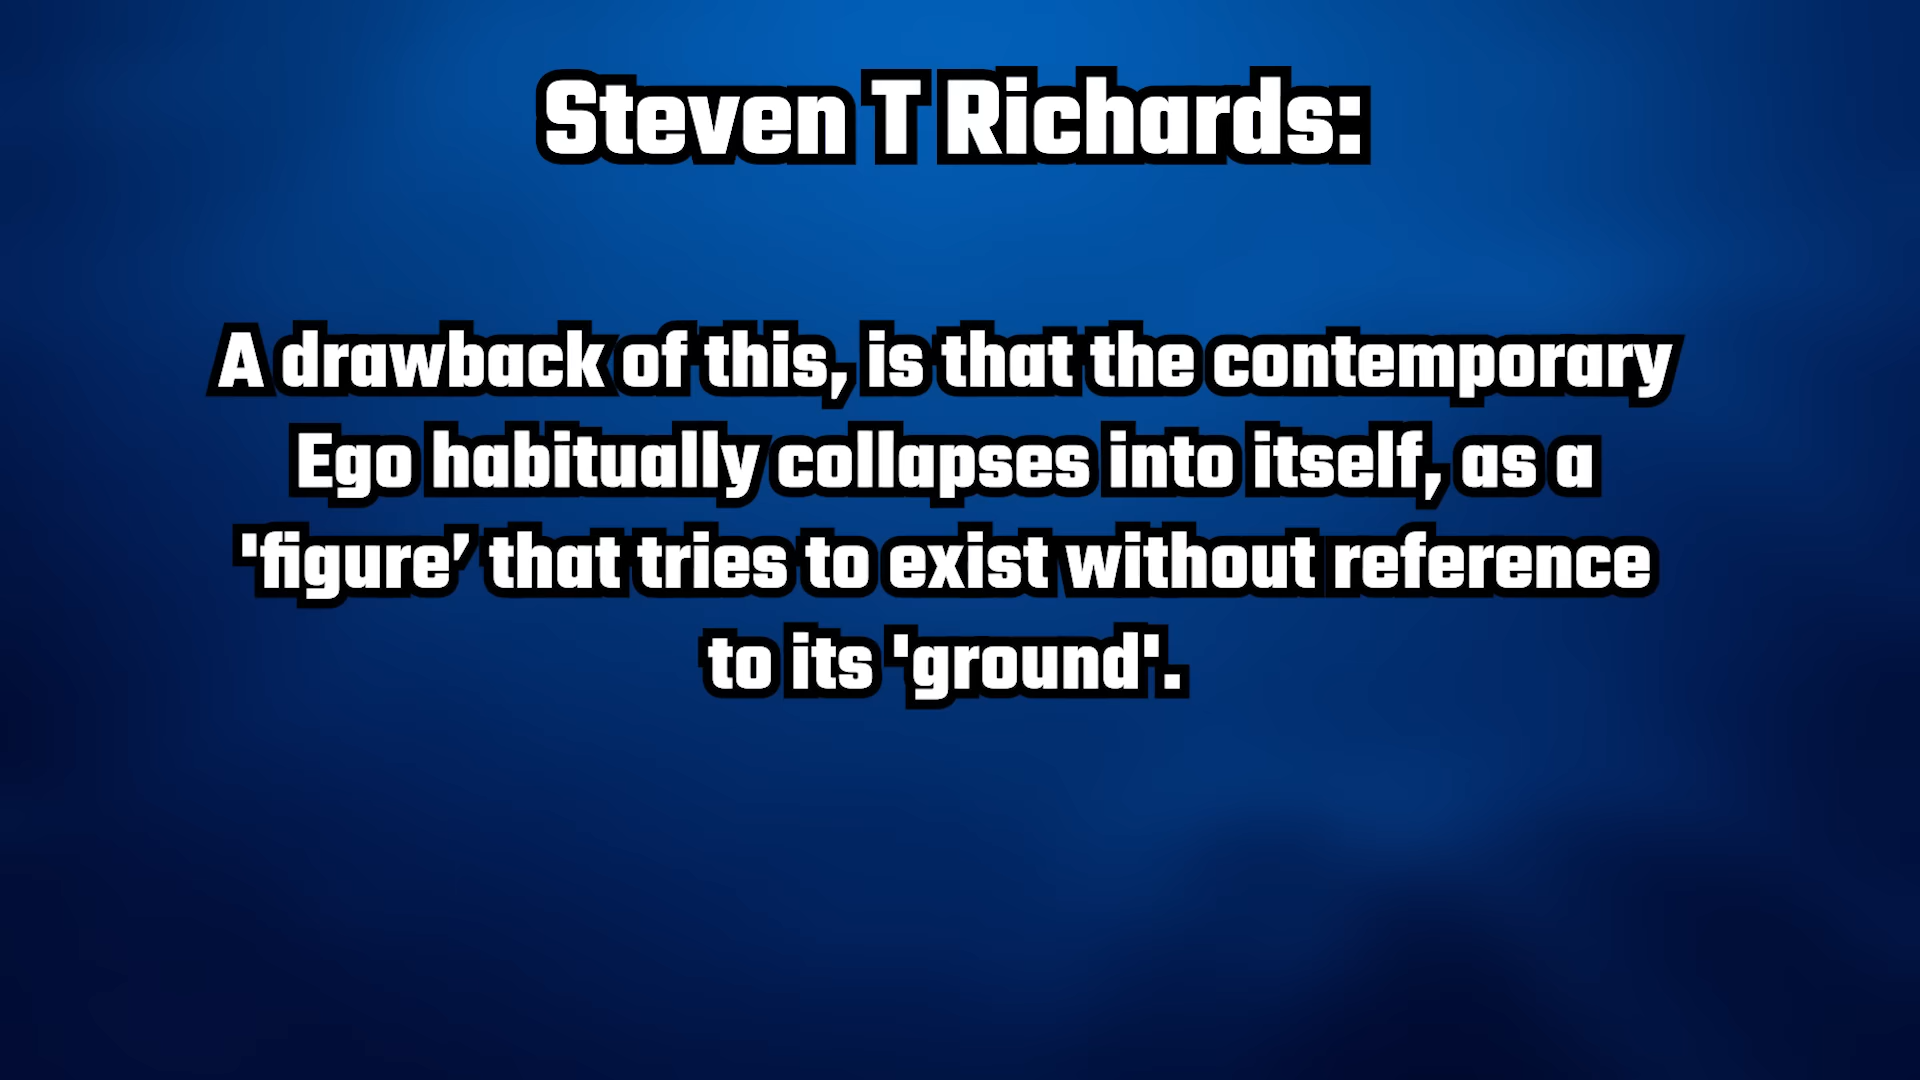 Steven T Richards:
A drawback of this, is that the contemporary
Ego habitually collapses into itself, as a
'figure’ that tries to exist without reference
to its 'ground'.